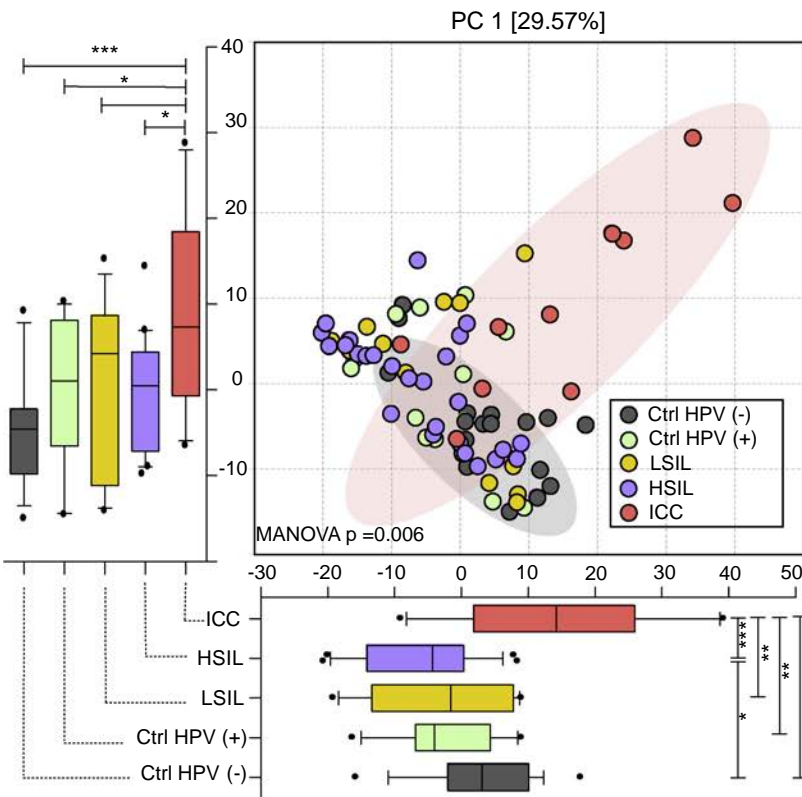 PC 1 [29.57%]
***
*
*
40
30
20
10
0
-10
Ctrl HPV (-)
Ctrl HPV (+)
LSIL
HSIL
ICC
MANOVA p =0.006
-30 -20 -10 0 10 20 30 40 50
ICC
HSIL
LSIL
Ctrl HPV (+)
Ctrl HPV (-)
***
*
**
**